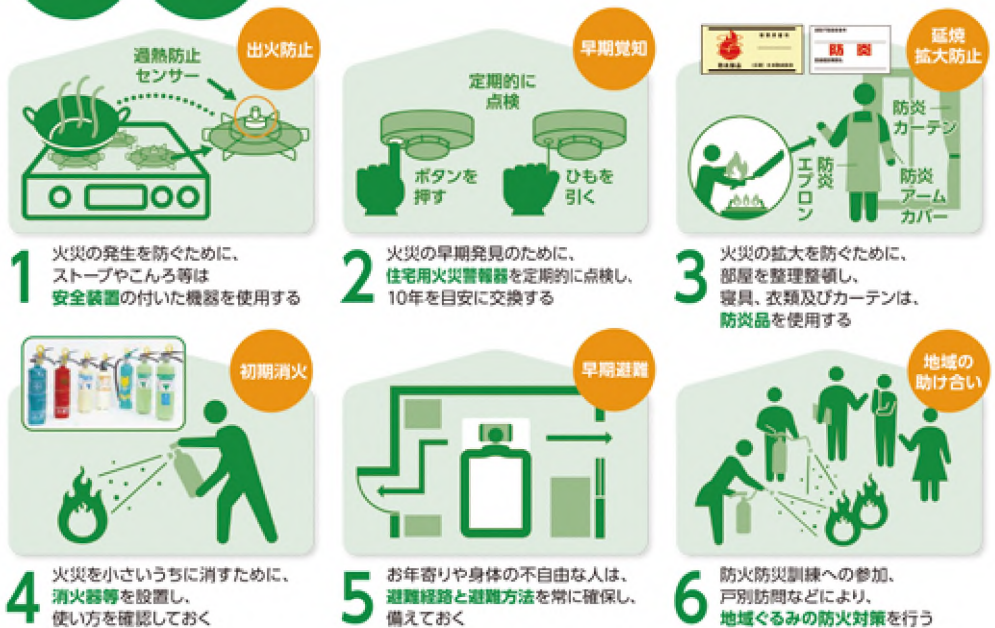 出火防止
過熱防止
センサー
1
火災の発生を防ぐために、
ストーブやこんろ等は
安全装置の付いた機器を使用する
早期覚知
定期的に
点検
ボタンを
押す
ひもを
引く
2
火災の早期発見のために、
住宅用火災警報器を定期的に点検し、
10年を目安に交換する
延焼
拡大防止
防炎
防炎
カーテン
防炎
エプロン
防炎
アーム
カバー
3
火災の拡大を防ぐために、
部屋を整理整頓し、
寝具、衣類及びカーテンは、
防炎品を使用する
初期消火
4
火災を小さいうちに消すために、
消火器等を設置し、
使い方を確認しておく
早期避難
5
お年寄りや身体の不自由な人は、
避難経路と避難方法を常に確保し、
備えておく
地域の
助け合い
6
防火防災訓練への参加、
戸別訪問などにより、
地域ぐるみの防火対策を行う